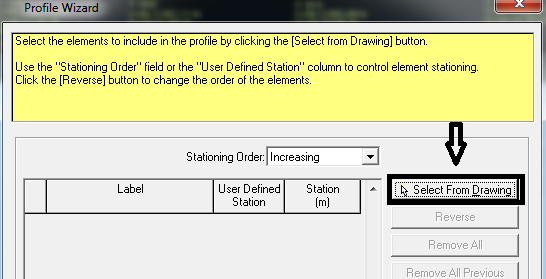 Profile Wizard
Select the elements to include in the profile by clicking the [Select from Drawing] button.
Use the "Stationing Order" field or the "User Defined Station" column to control element stationing.
Click the [Reverse] button to change the order of the elements.
Stationing Order: Increasing
Select From Drawing
Label
User Defined Station
Station (m)
Reverse
Remove All
Remove All Previous